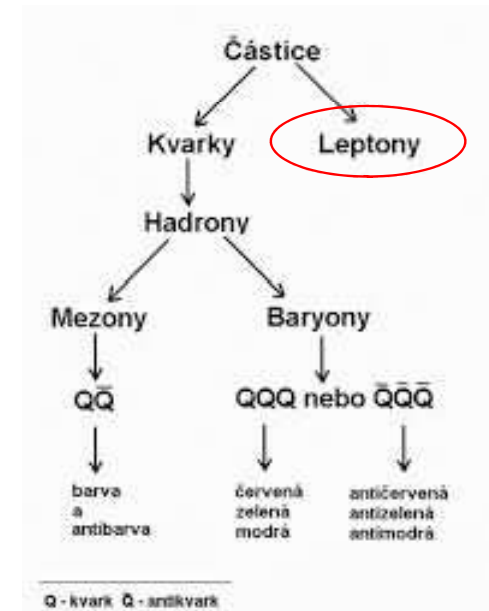 Částice
Kvarky Leptony
Hadrony
Mezony Baryony
QQ̄ QQQ nebo Q̄Q̄Q̄
barva červená antičervená
a zelená antizelená
antibarva modrá antimodrá
Q - kvark Q̄ - antikvark